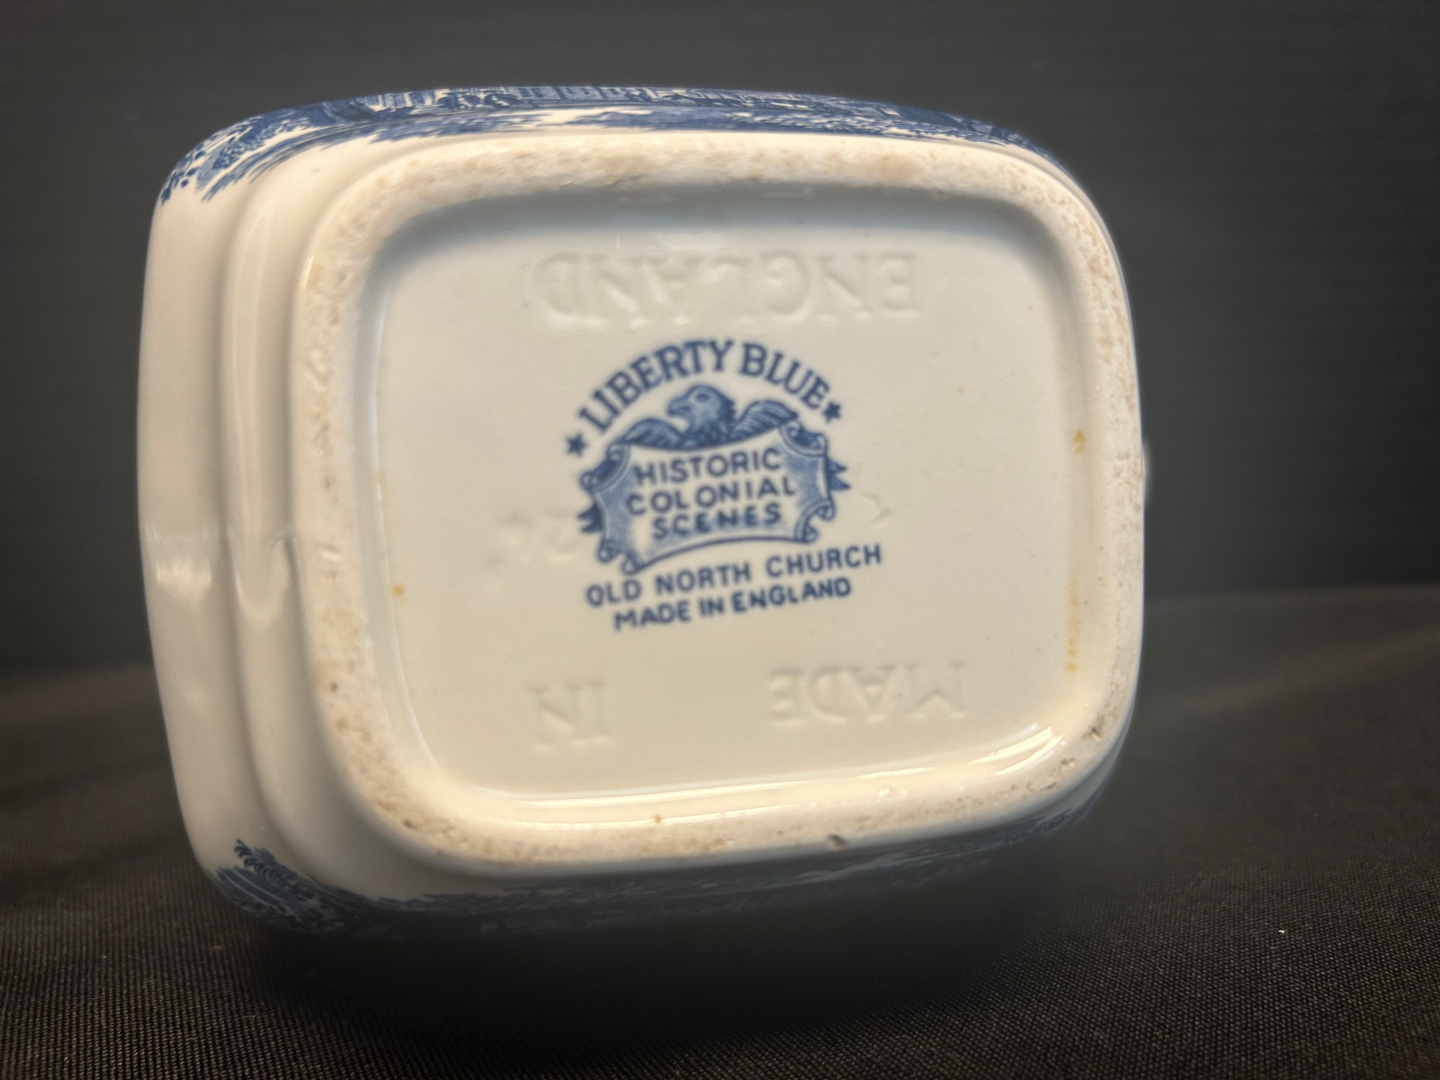 ENGLAND
LIBERTY BLUE
HISTORIC
COLONIAL
SCENES
OLD NORTH CHURCH
MADE IN ENGLAND
MADE IN